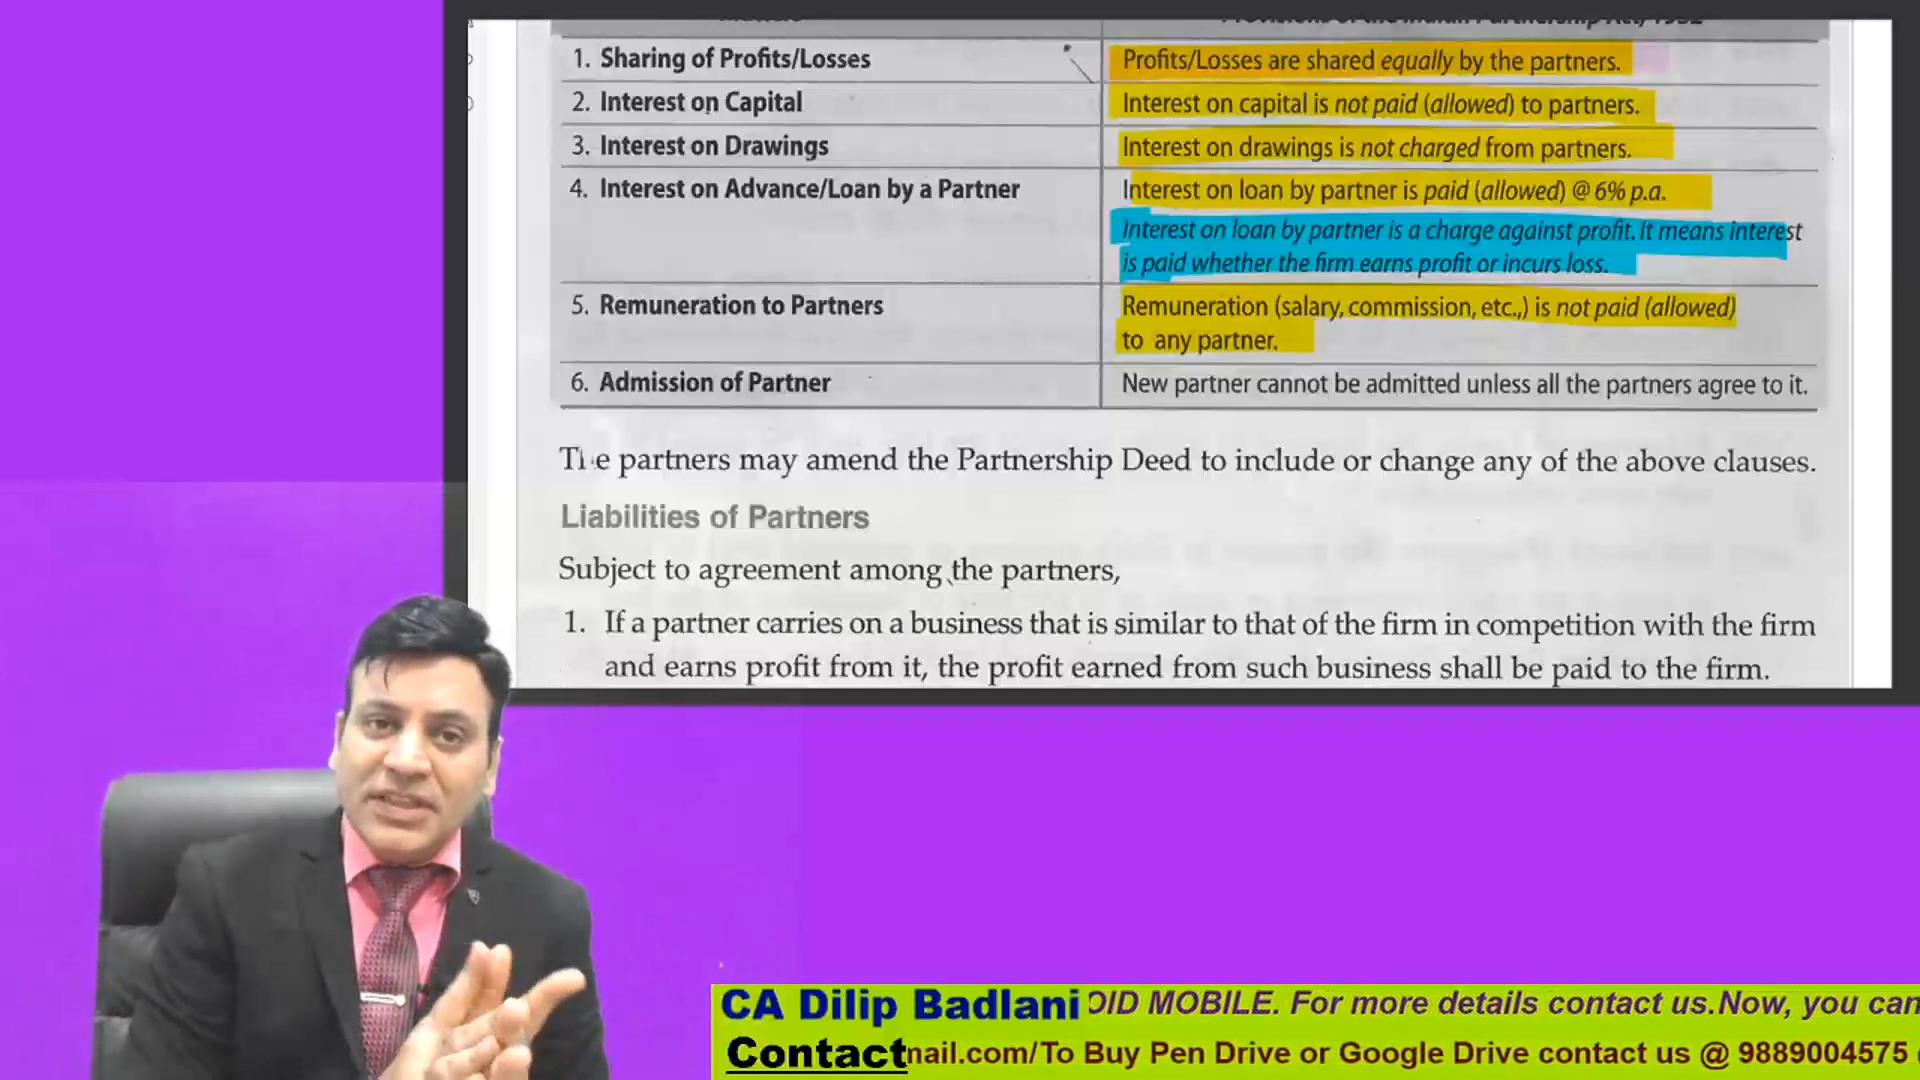 Provisions of the Indian Partnership Act, 1932
1. Sharing of Profits/Losses
Profits/Losses are shared equally by the partners.
2. Interest on Capital
Interest on capital is not paid (allowed) to partners.
3. Interest on Drawings
Interest on drawings is not charged from partners.
4. Interest on Advance/Loan by a Partner
Interest on loan by partner is paid (allowed) @ 6% p.a.
Interest on loan by partner is a charge against profit. It means interest
is paid whether the firm earns profit or incurs loss.
5. Remuneration to Partners
Remuneration (salary, commission, etc.,) is not paid (allowed)
to any partner.
6. Admission of Partner
New partner cannot be admitted unless all the partners agree to it.
The partners may amend the Partnership Deed to include or change any of the above clauses.
Liabilities of Partners
Subject to agreement among the partners,
1. If a partner carries on a business that is similar to that of the firm in competition with the firm
and earns profit from it, the profit earned from such business shall be paid to the firm.
CA Dilip Badlani OID MOBILE. For more details contact us.Now, you can
Contact mail.com/To Buy Pen Drive or Google Drive contact us @ 9889004575